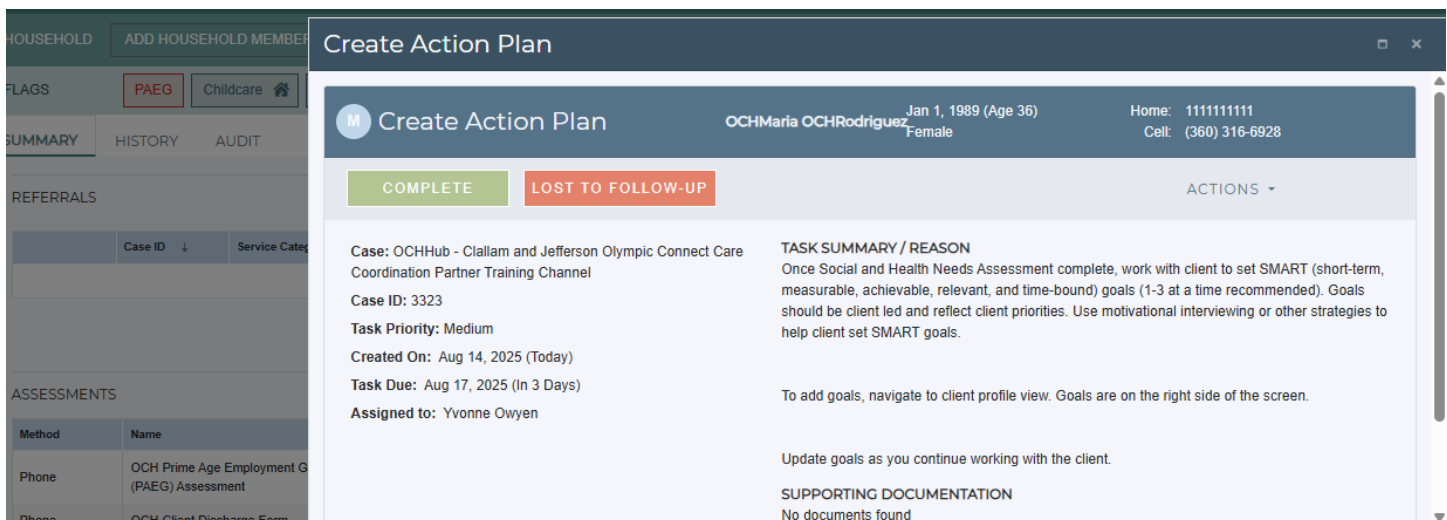 HOUSEHOLD
ADD HOUSEHOLD MEMBER
FLAGS
PAEG
Childcare
SUMMARY
HISTORY
AUDIT
REFERRALS
Case ID ↓
Service Categ
ASSESSMENTS
Method
Name
Phone
OCH Prime Age Employment G
(PAEG) Assessment
Phone
OCH Client Discharge Form
Create Action Plan
M
Create Action Plan
OCHMaria OCHRodriguez
Jan 1, 1989 (Age 36)
Female
Home: 1111111111
Cell: (360) 316-6928
COMPLETE
LOST TO FOLLOW-UP
ACTIONS
Case: OCHHub - Clallam and Jefferson Olympic Connect Care
Coordination Partner Training Channel
Case ID: 3323
Task Priority: Medium
Created On: Aug 14, 2025 (Today)
Task Due: Aug 17, 2025 (In 3 Days)
Assigned to: Yvonne Owyen
TASK SUMMARY / REASON
Once Social and Health Needs Assessment complete, work with client to set SMART (short-term,
measurable, achievable, relevant, and time-bound) goals (1-3 at a time recommended). Goals
should be client led and reflect client priorities. Use motivational interviewing or other strategies to
help client set SMART goals.
To add goals, navigate to client profile view. Goals are on the right side of the screen.
Update goals as you continue working with the client.
SUPPORTING DOCUMENTATION
No documents found